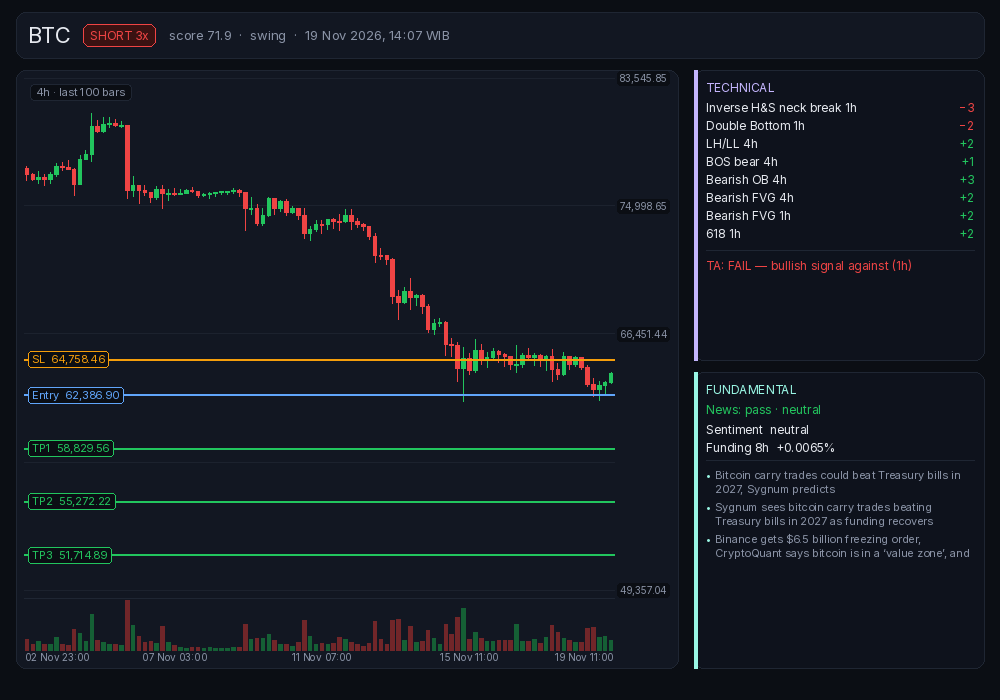 BTC SHORT 3x score 71.9 · swing · 19 Nov 2026, 14:07 WIB
4h · last 100 bars
83,545.85
74,998.65
66,451.44
SL 64,758.46
Entry 62,386.90
TP1 58,829.56
TP2 55,272.22
TP3 51,714.89
49,357.04
02 Nov 23:00 07 Nov 03:00 11 Nov 07:00 15 Nov 11:00 19 Nov 11:00
TECHNICAL
Inverse H&S neck break 1h −3
Double Bottom 1h −2
LH/LL 4h +2
BOS bear 4h +1
Bearish OB 4h +3
Bearish FVG 4h +2
Bearish FVG 1h +2
618 1h +2
TA: FAIL — bullish signal against (1h)
FUNDAMENTAL
News: pass · neutral
Sentiment neutral
Funding 8h +0.0065%
• Bitcoin carry trades could beat Treasury bills in
2027, Sygnum predicts
• Sygnum sees bitcoin carry trades beating
Treasury bills in 2027 as funding recovers
• Binance gets $6.5 billion freezing order,
CryptoQuant says bitcoin is in a ‘value zone’, and